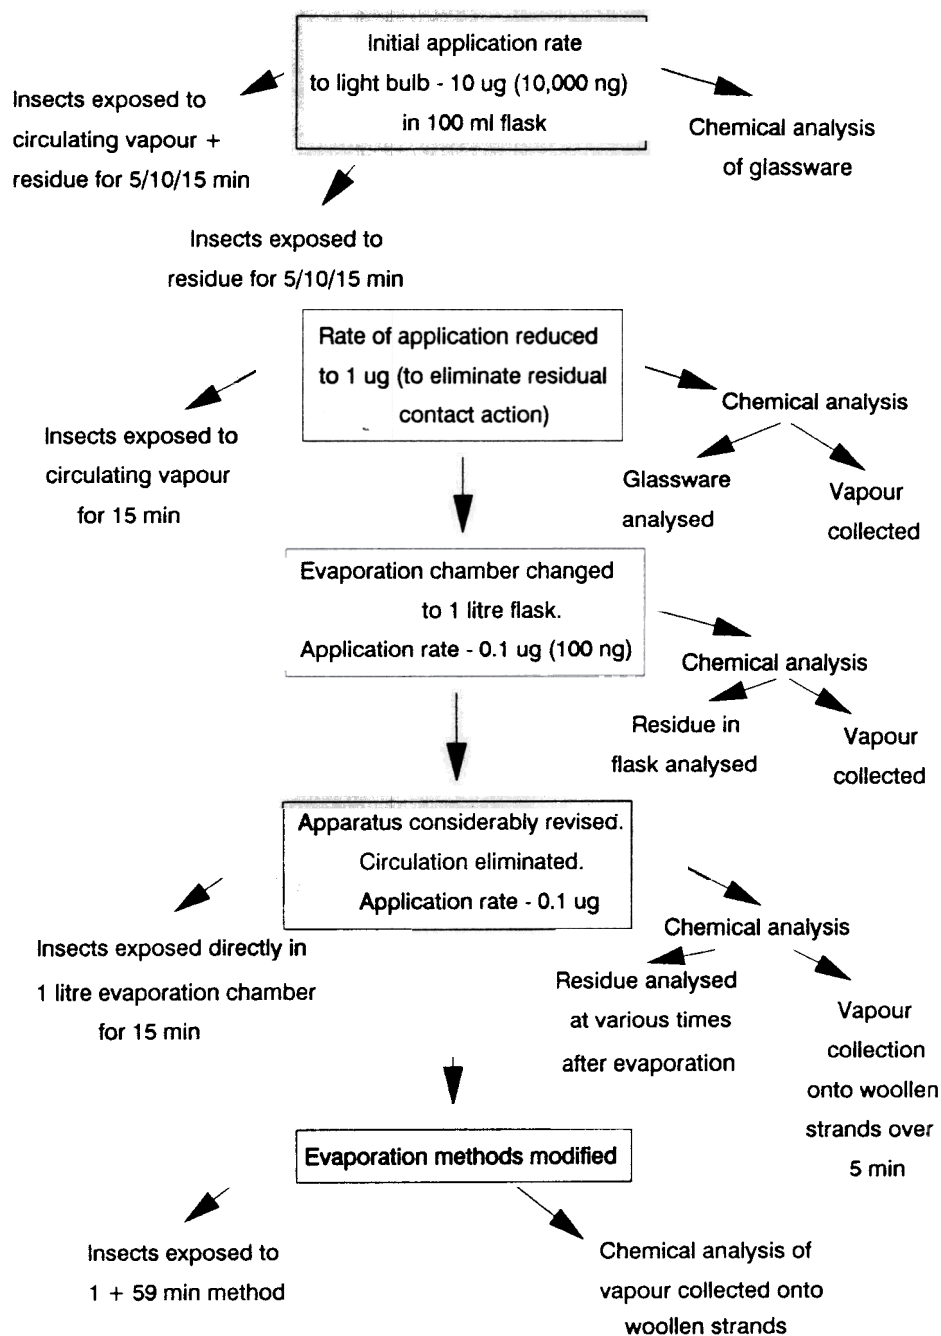 Initial application rate
to light bulb - 10 ug (10,000 ng)
in 100 ml flask
Insects exposed to
circulating vapour +
residue for 5/10/15 min
Chemical analysis
of glassware
Insects exposed to
residue for 5/10/15 min
Rate of application reduced
to 1 ug (to eliminate residual
contact action)
Insects exposed to
circulating vapour
for 15 min
Chemical analysis
Glassware
analysed
Vapour
collected
Evaporation chamber changed
to 1 litre flask.
Application rate - 0.1 ug (100 ng)
Chemical analysis
Residue in
flask analysed
Vapour
collected
Apparatus considerably revised.
Circulation eliminated.
Application rate - 0.1 ug
Insects exposed directly in
1 litre evaporation chamber
for 15 min
Chemical analysis
Residue analysed
at various times
after evaporation
Vapour
collection
onto woollen
strands over
5 min
Evaporation methods modified
Insects exposed to
1 + 59 min method
Chemical analysis of
vapour collected onto
woollen strands